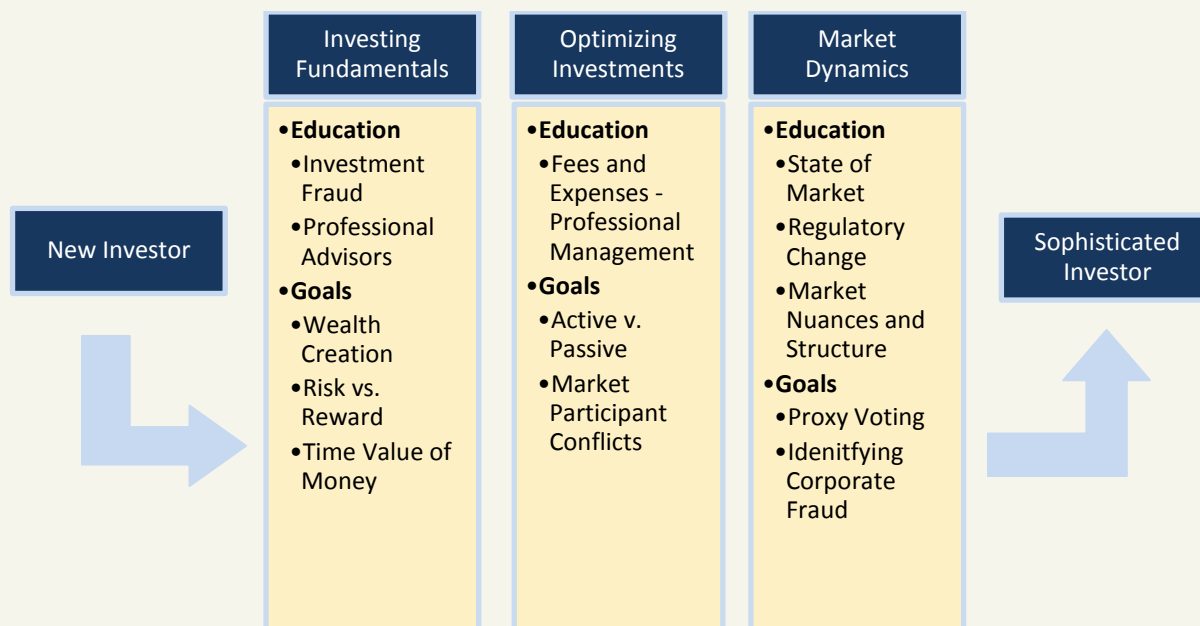 New Investor
Investing
Fundamentals
•Education
•Investment
Fraud
•Professional
Advisors
•Goals
•Wealth
Creation
•Risk vs.
Reward
•Time Value of
Money
Optimizing
Investments
•Education
•Fees and
Expenses -
Professional
Management
•Goals
•Active v.
Passive
•Market
Participant
Conflicts
Market
Dynamics
•Education
•State of
Market
•Regulatory
Change
•Market
Nuances and
Structure
•Goals
•Proxy Voting
•Idenitfying
Corporate
Fraud
Sophisticated
Investor